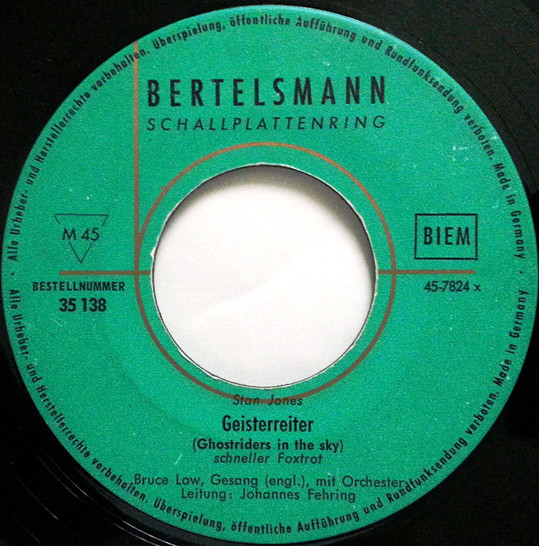 Alle Urheber- und Herstellerrechte vorbehalten. Überspielung, öffentliche Aufführung und Rundfunksendung verboten. Made in Germany
BERTELSMANN
SCHALLPLATTENRING
M 45
BIEM
BESTELLNUMMER
35 138
45-7824 x
Stan Jones
Geisterreiter
(Ghostriders in the sky)
schneller Foxtrot
Bruce Low, Gesang (engl.), mit Orchester,
Leitung: Johannes Fehring
Alle Urheber- und Herstellerrechte vorbehalten. Überspielung, öffentliche Aufführung und Rundfunksendung verboten. Made in Germany